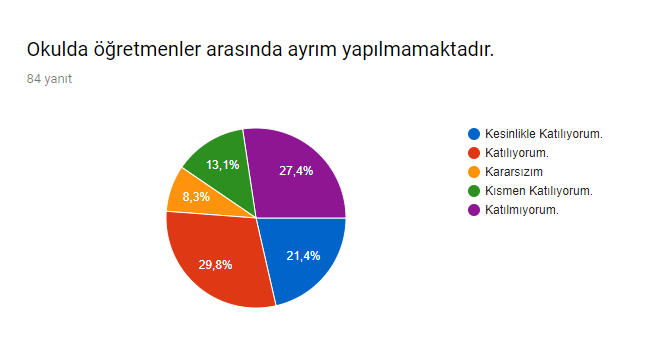 Okulda öğretmenler arasında ayrım yapılmamaktadır.
84 yanıt
Kesinlikle Katılıyorum.
Katılıyorum.
Kararsızım
Kısmen Katılıyorum.
Katılmıyorum.
27,4%
13,1%
8,3%
29,8%
21,4%